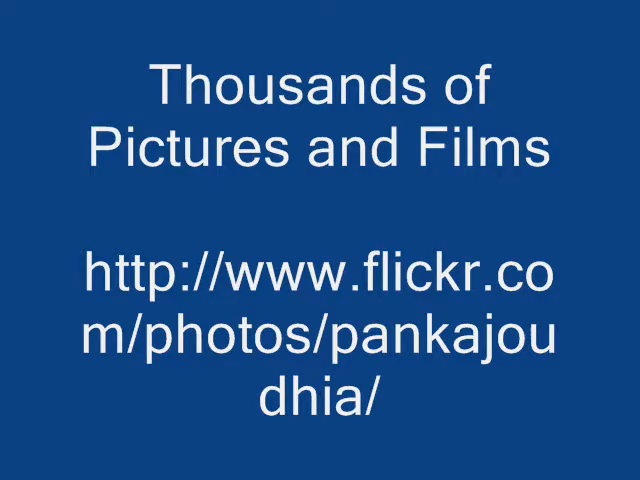 Thousands of
Pictures and Films
http://www.flickr.co
m/photos/pankajou
dhia/